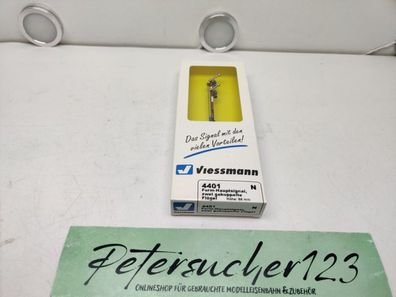 Das Signal mit den
vielen Vorteilen!
Viessmann
4401 N
Form-Hauptsignal,
zwei gekoppelte
Flügel
4401
Petersucher123
ONLINESHOP FÜR GEBRAUCHTE MODELLEISENBAHN & ZUBEHÖR